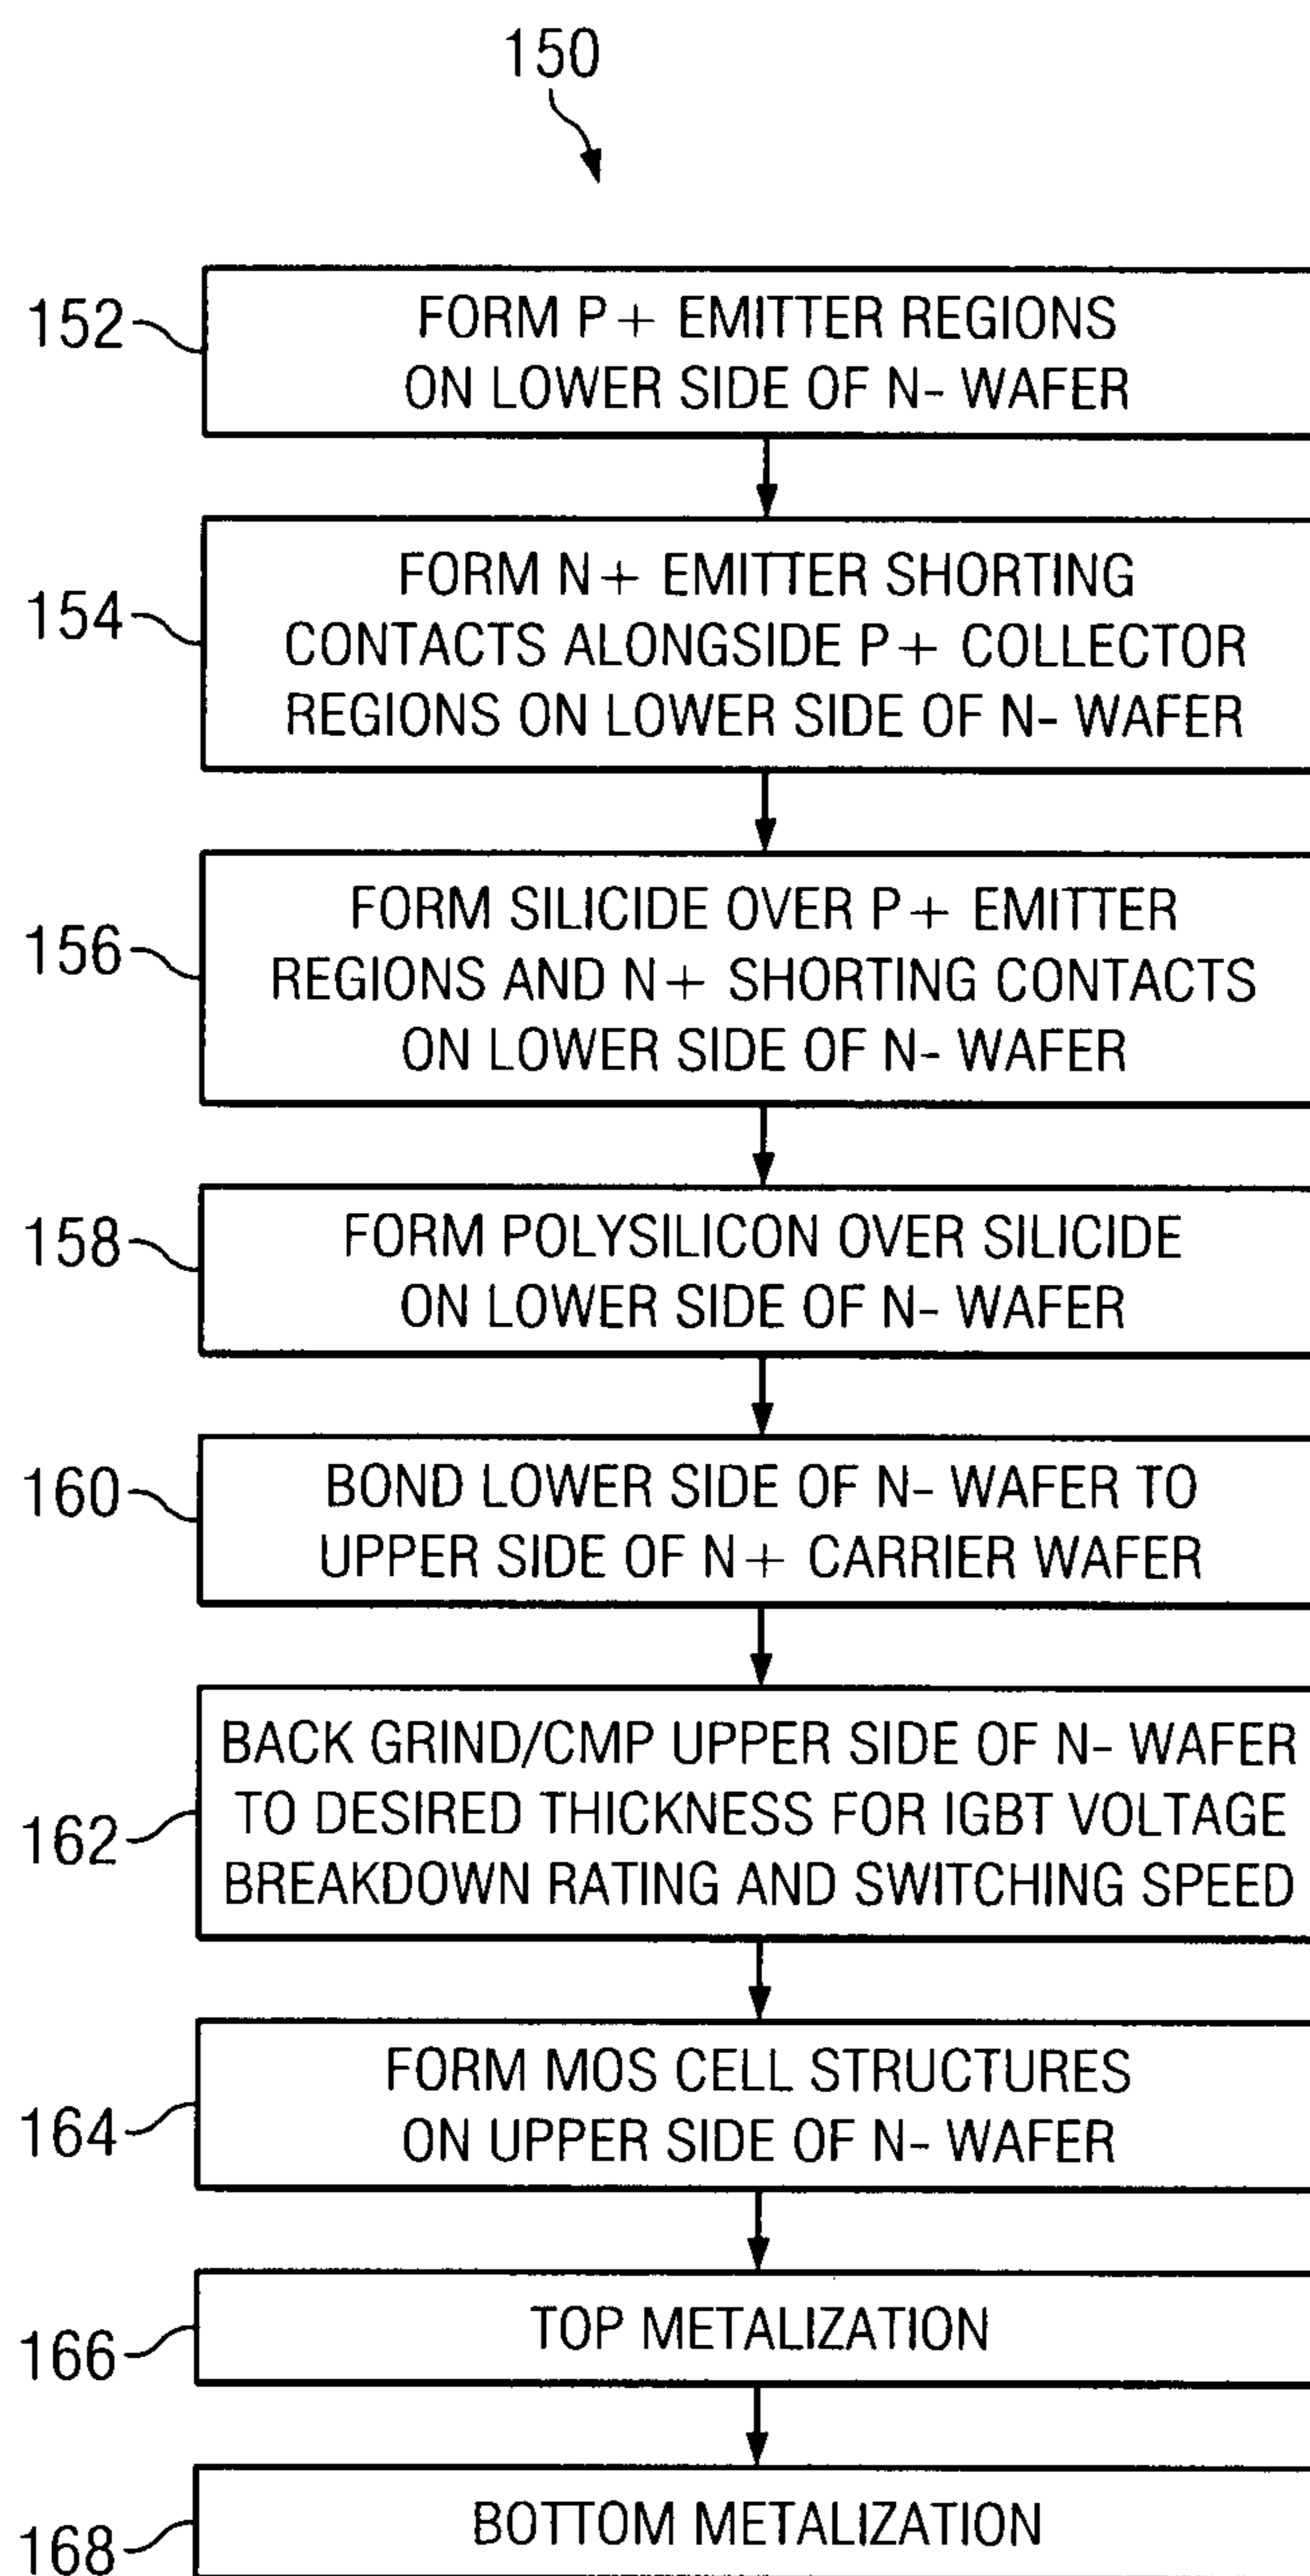 150
152
FORM P+ EMITTER REGIONS
ON LOWER SIDE OF N- WAFER
154
FORM N+ EMITTER SHORTING
CONTACTS ALONGSIDE P+ COLLECTOR
REGIONS ON LOWER SIDE OF N- WAFER
156
FORM SILICIDE OVER P+ EMITTER
REGIONS AND N+ SHORTING CONTACTS
ON LOWER SIDE OF N- WAFER
158
FORM POLYSILICON OVER SILICIDE
ON LOWER SIDE OF N- WAFER
160
BOND LOWER SIDE OF N- WAFER TO
UPPER SIDE OF N+ CARRIER WAFER
162
BACK GRIND/CMP UPPER SIDE OF N- WAFER
TO DESIRED THICKNESS FOR IGBT VOLTAGE
BREAKDOWN RATING AND SWITCHING SPEED
164
FORM MOS CELL STRUCTURES
ON UPPER SIDE OF N- WAFER
166
TOP METALIZATION
168
BOTTOM METALIZATION